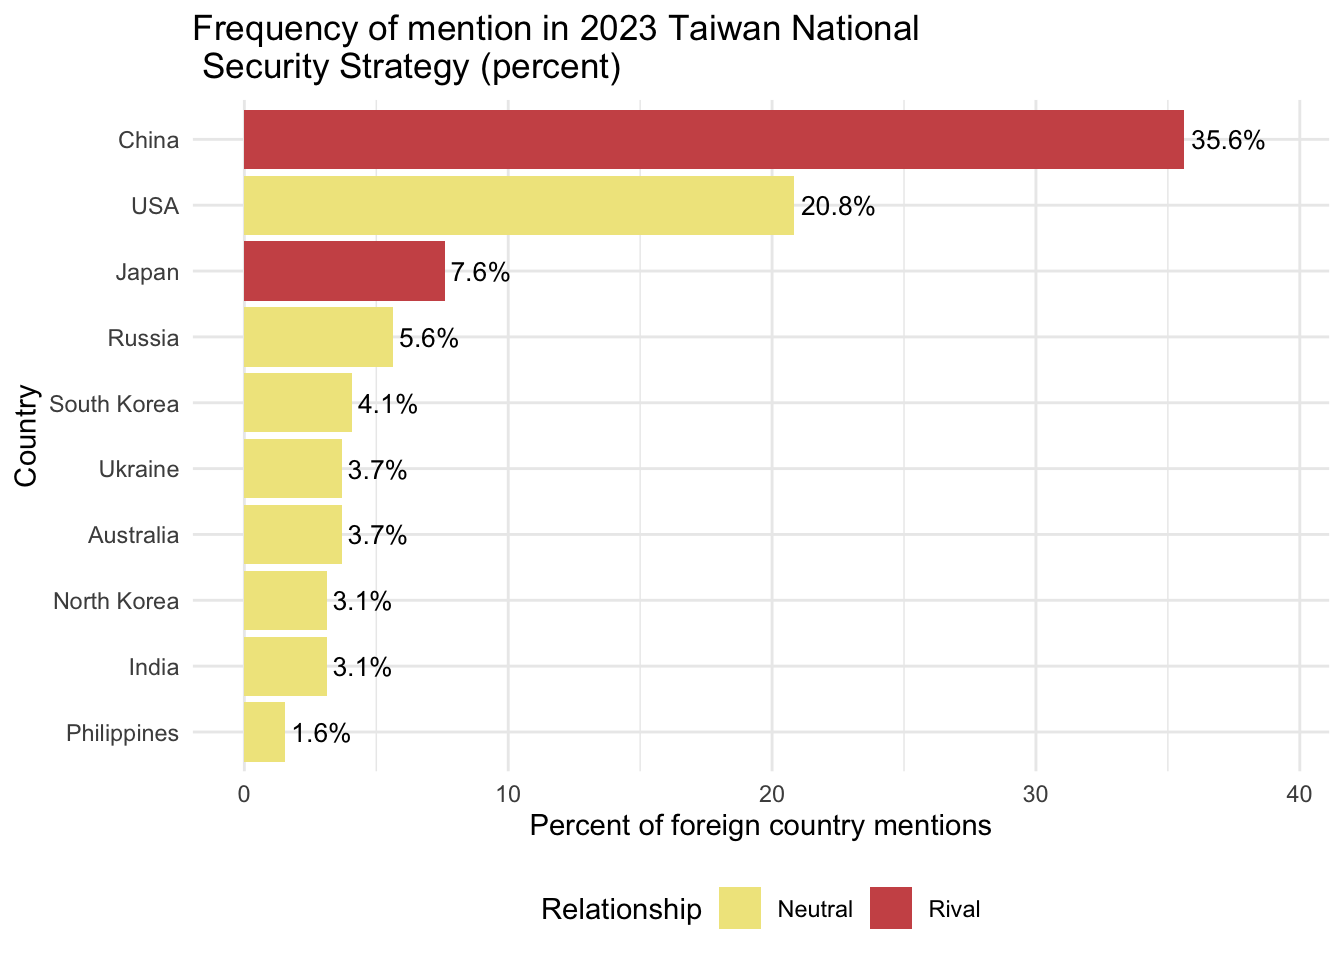 Frequency of mention in 2023 Taiwan National
Security Strategy (percent)
Country
China
35.6%
USA
20.8%
Japan
7.6%
Russia
5.6%
South Korea
4.1%
Ukraine
3.7%
Australia
3.7%
North Korea
3.1%
India
3.1%
Philippines
1.6%
0 10 20 30 40
Percent of foreign country mentions
Relationship Neutral Rival